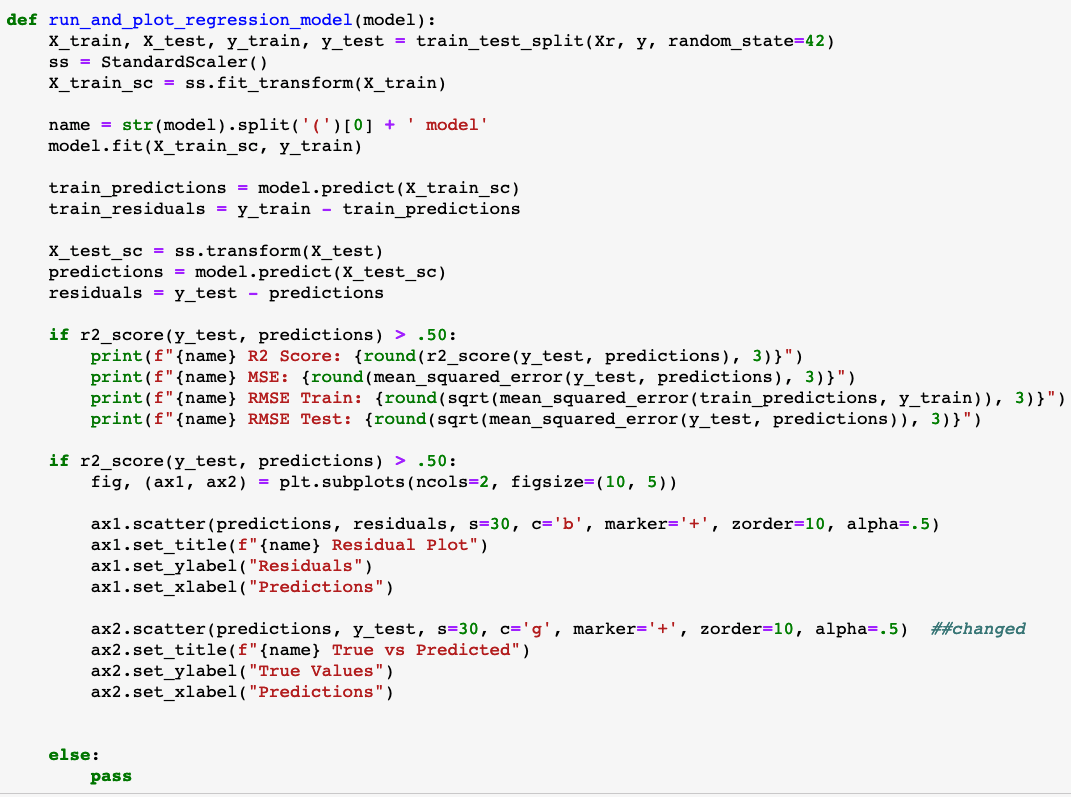 def run_and_plot_regression_model(model):
    X_train, X_test, y_train, y_test = train_test_split(Xr, y, random_state=42)
    ss = StandardScaler()
    X_train_sc = ss.fit_transform(X_train)

    name = str(model).split('(')[0] + ' model'
    model.fit(X_train_sc, y_train)

    train_predictions = model.predict(X_train_sc)
    train_residuals = y_train - train_predictions

    X_test_sc = ss.transform(X_test)
    predictions = model.predict(X_test_sc)
    residuals = y_test - predictions

    if r2_score(y_test, predictions) > .50:
        print(f"{name} R2 Score: {round(r2_score(y_test, predictions), 3)}")
        print(f"{name} MSE: {round(mean_squared_error(y_test, predictions), 3)}")
        print(f"{name} RMSE Train: {round(sqrt(mean_squared_error(train_predictions, y_train)), 3)}")
        print(f"{name} RMSE Test: {round(sqrt(mean_squared_error(y_test, predictions)), 3)}")

    if r2_score(y_test, predictions) > .50:
        fig, (ax1, ax2) = plt.subplots(ncols=2, figsize=(10, 5))

        ax1.scatter(predictions, residuals, s=30, c='b', marker='+', zorder=10, alpha=.5)
        ax1.set_title(f"{name} Residual Plot")
        ax1.set_ylabel("Residuals")
        ax1.set_xlabel("Predictions")

        ax2.scatter(predictions, y_test, s=30, c='g', marker='+', zorder=10, alpha=.5)  ##changed
        ax2.set_title(f"{name} True vs Predicted")
        ax2.set_ylabel("True Values")
        ax2.set_xlabel("Predictions")


    else:
        pass